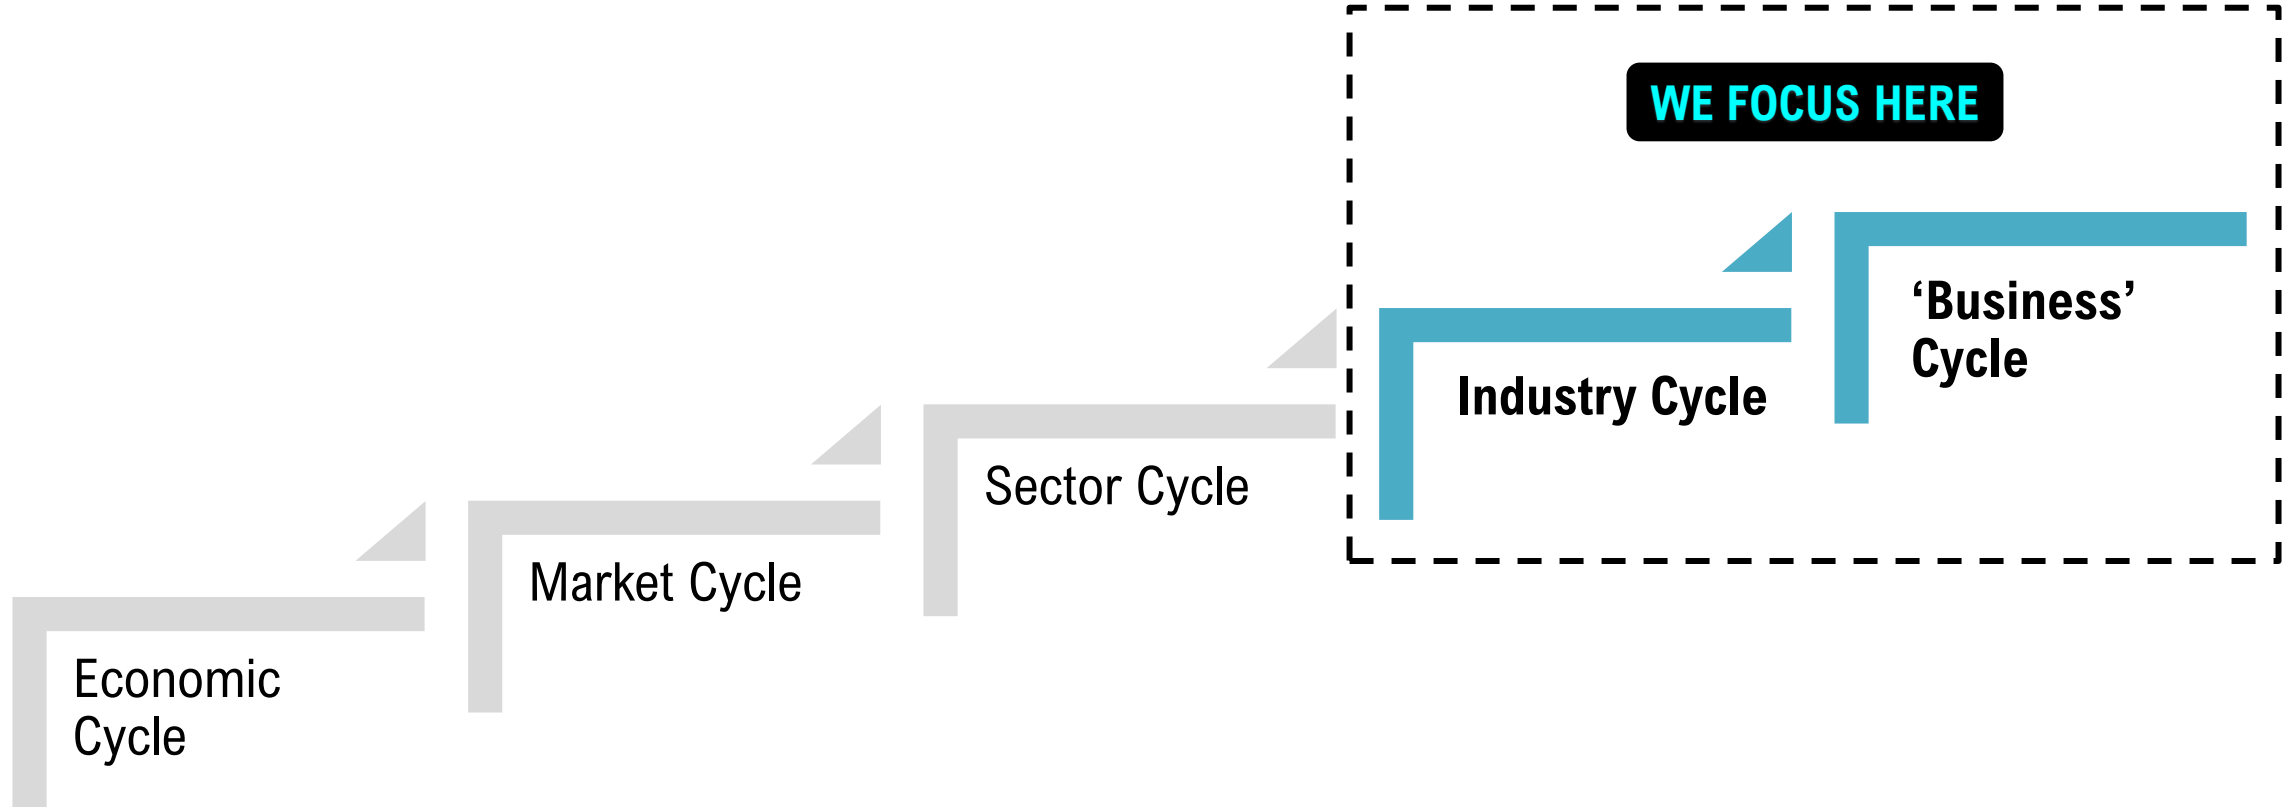 WE FOCUS HERE
‘Business’
Cycle
Industry Cycle
Sector Cycle
Market Cycle
Economic
Cycle